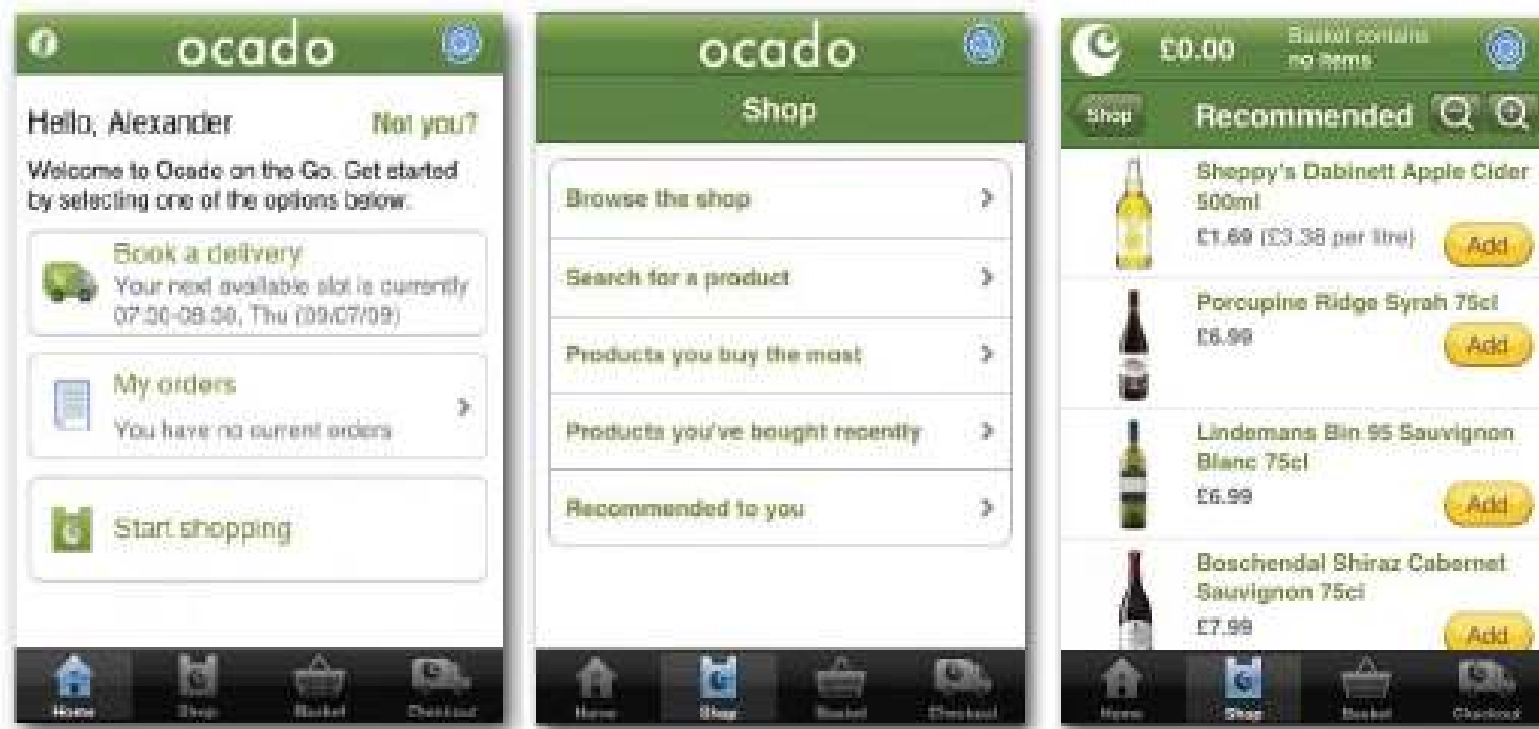 ocado
Hello, Alexander
Not you?
Welcome to Ocado on the Go. Get started
by selecting one of the options below.
Book a delivery
Your next available slot is currently
07:30-08:30, Thu (09/07/09)
My orders
You have no current orders
Start shopping
Home
Shop
Basket
Checkout
ocado
Shop
Browse the shop
Search for a product
Products you buy the most
Products you've bought recently
Recommended to you
Home
Shop
Basket
Checkout
£0.00
Basket contains
no items
Shop
Recommended
Sheppy's Dabinett Apple Cider
500ml
£1.69 (£3.38 per litre)
Add
Porcupine Ridge Syrah 75cl
£6.99
Add
Lindemans Bin 95 Sauvignon
Blanc 75cl
£6.99
Add
Boschendal Shiraz Cabernet
Sauvignon 75cl
£7.99
Add
Home
Shop
Basket
Checkout